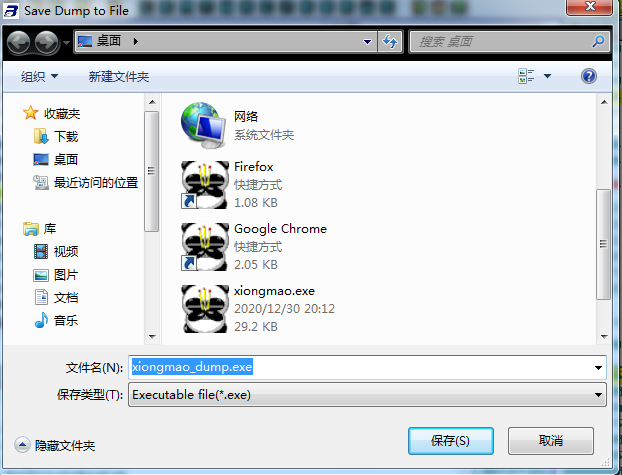 Save Dump to File
桌面
搜索 桌面
组织
新建文件夹
收藏夹
下载
桌面
最近访问的位置
库
视频
图片
文档
音乐
网络
系统文件夹
Firefox
快捷方式
1.08 KB
Google Chrome
快捷方式
2.05 KB
xiongmao.exe
2020/12/30 20:12
29.2 KB
文件名(N):
xiongmao_dump.exe
保存类型(T):
Executable file(*.exe)
隐藏文件夹
保存(S)
取消